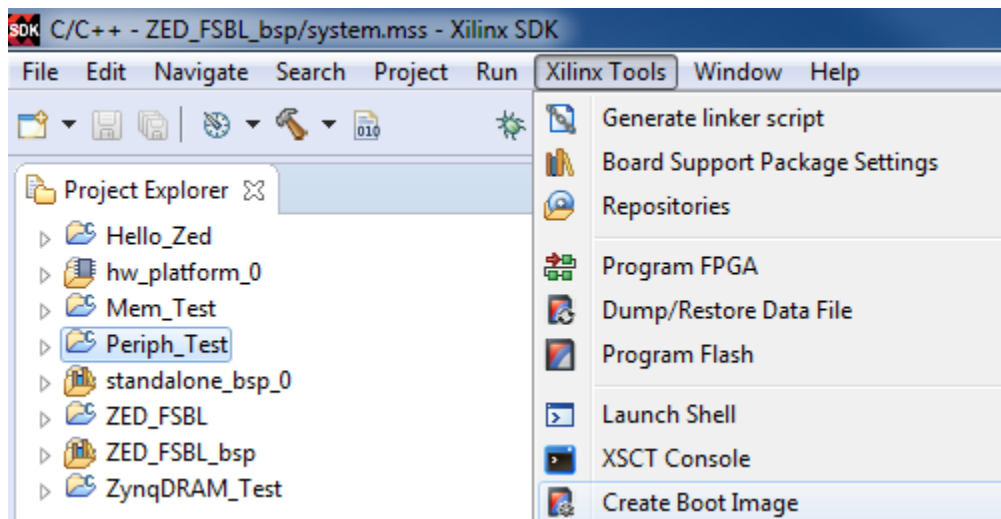 SDK C/C++ - ZED_FSBL_bsp/system.mss - Xilinx SDK
File Edit Navigate Search Project Run Xilinx Tools Window Help
010
Project Explorer
Hello_Zed
hw_platform_0
Mem_Test
Periph_Test
standalone_bsp_0
ZED_FSBL
ZED_FSBL_bsp
ZynqDRAM_Test
Generate linker script
Board Support Package Settings
Repositories
Program FPGA
Dump/Restore Data File
Program Flash
Launch Shell
XSCT Console
Create Boot Image